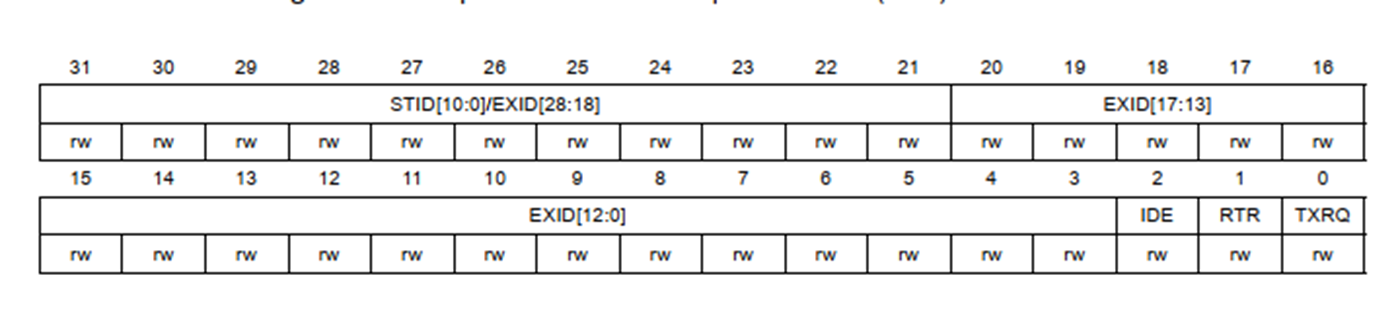 31 30 29 28 27 26 25 24 23 22 21 20 19 18 17 16
STID[10:0]/EXID[28:18] EXID[17:13]
rw rw rw rw rw rw rw rw rw rw rw rw rw rw rw rw
15 14 13 12 11 10 9 8 7 6 5 4 3 2 1 0
EXID[12:0] IDE RTR TXRQ
rw rw rw rw rw rw rw rw rw rw rw rw rw rw rw rw